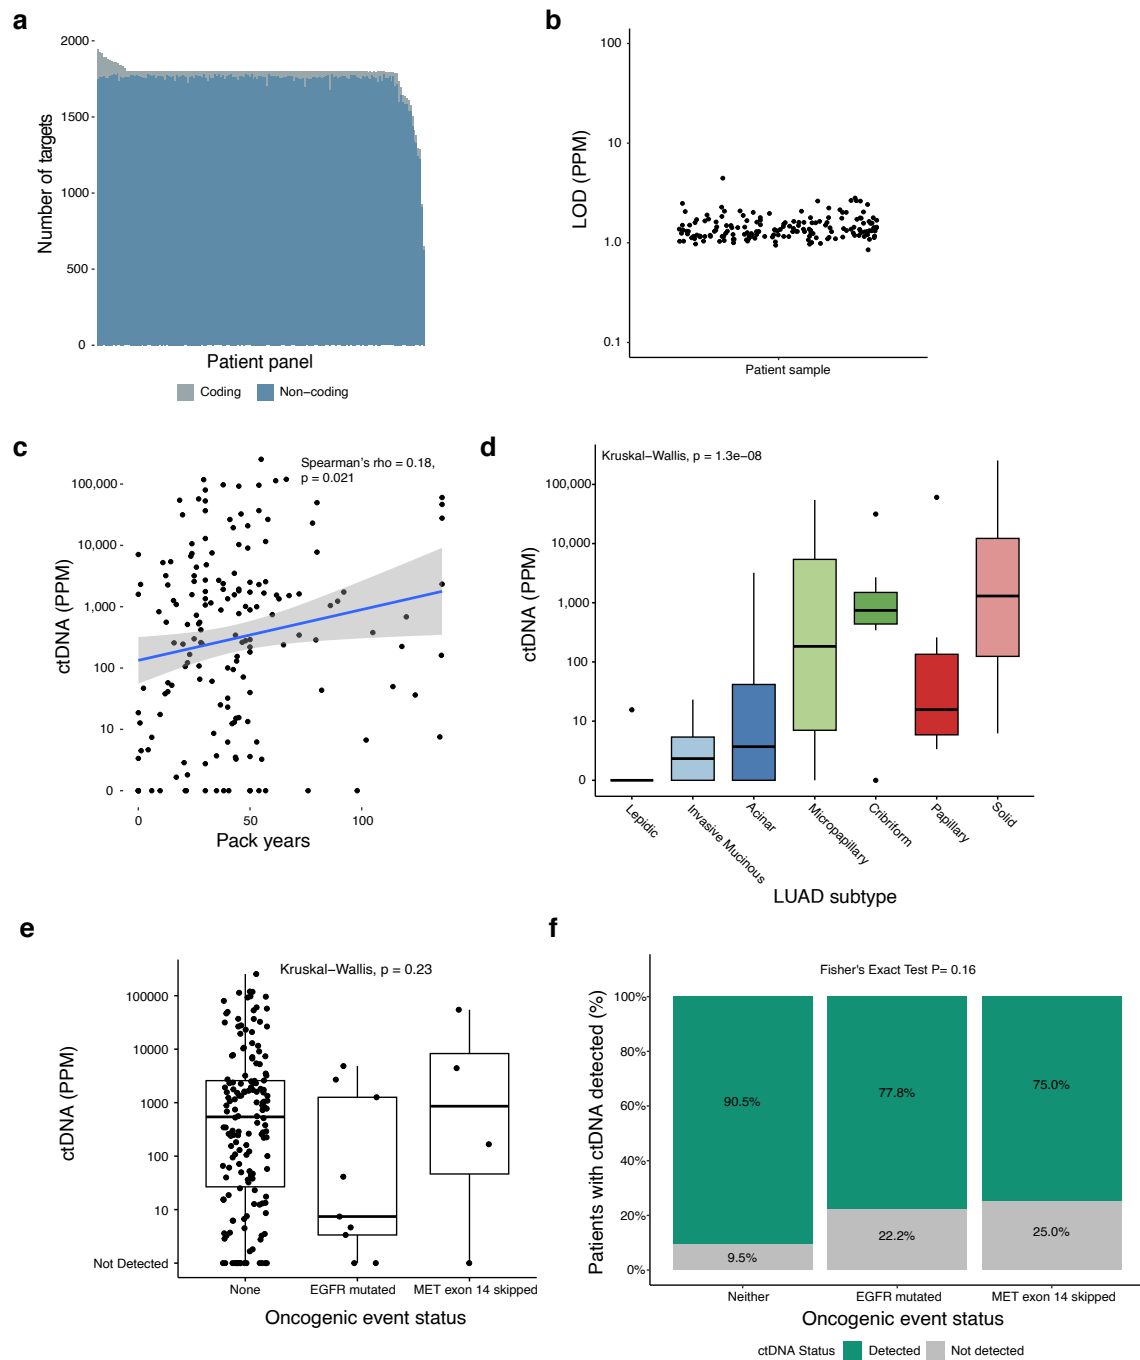 a
2000
1500
1000
500
0
Number of targets
Patient panel
Coding
Non−coding
b
100
10
1.0
0.1
LOD (PPM)
Patient sample
c
Spearman's rho = 0.18,
p = 0.021
100,000
10,000
1,000
100
10
0
ctDNA (PPM)
0
50
100
Pack years
d
Kruskal−Wallis, p = 1.3e−08
100,000
10,000
1,000
100
10
0
ctDNA (PPM)
Lepidic
Invasive Mucinous
Acinar
Micropapillary
Cribriform
Papillary
Solid
LUAD subtype
e
Kruskal−Wallis, p = 0.23
100000
10000
1000
100
10
Not Detected
ctDNA (PPM)
None
EGFR mutated
MET exon 14 skipped
Oncogenic event status
f
Fisher's Exact Test P= 0.16
100%
80%
60%
40%
20%
0%
Patients with ctDNA detected (%)
90.5%
77.8%
75.0%
9.5%
22.2%
25.0%
Neither
EGFR mutated
MET exon 14 skipped
Oncogenic event status
ctDNA Status
Detected
Not detected